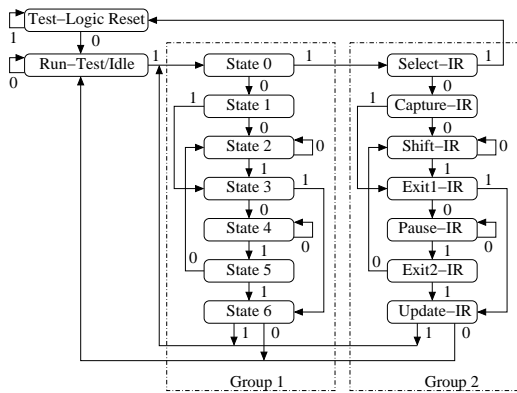 Test–Logic Reset
1
0
Run–Test/Idle
1
State 0
1
Select–IR
1
0
0
0
1
State 1
1
Capture–IR
0
0
State 2
0
Shift–IR
0
1
1
State 3
1
Exit1–IR
1
0
0
State 4
0
Pause–IR
0
1
1
0
State 5
0
Exit2–IR
1
1
State 6
Update–IR
1
0
1
0
Group 1
Group 2